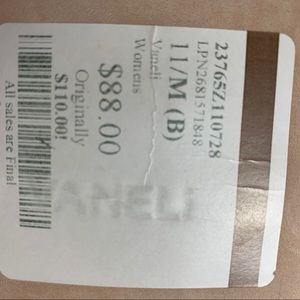 23765Z110728
LPN2681571848
11/M (B)
Vaneli
Womens
$88.00
Originally
$110.00!
All sales are Final